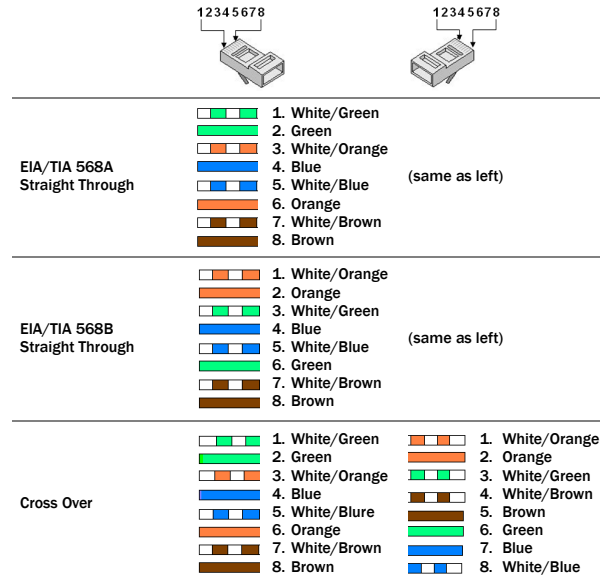 12345678 12345678
EIA/TIA 568A
Straight Through
1. White/Green
2. Green
3. White/Orange
4. Blue
5. White/Blue
6. Orange
7. White/Brown
8. Brown
(same as left)
EIA/TIA 568B
Straight Through
1. White/Orange
2. Orange
3. White/Green
4. Blue
5. White/Blue
6. Green
7. White/Brown
8. Brown
(same as left)
Cross Over
1. White/Green
2. Green
3. White/Orange
4. Blue
5. White/Blure
6. Orange
7. White/Brown
8. Brown
1. White/Orange
2. Orange
3. White/Green
4. White/Brown
5. Brown
6. Green
7. Blue
8. White/Blue